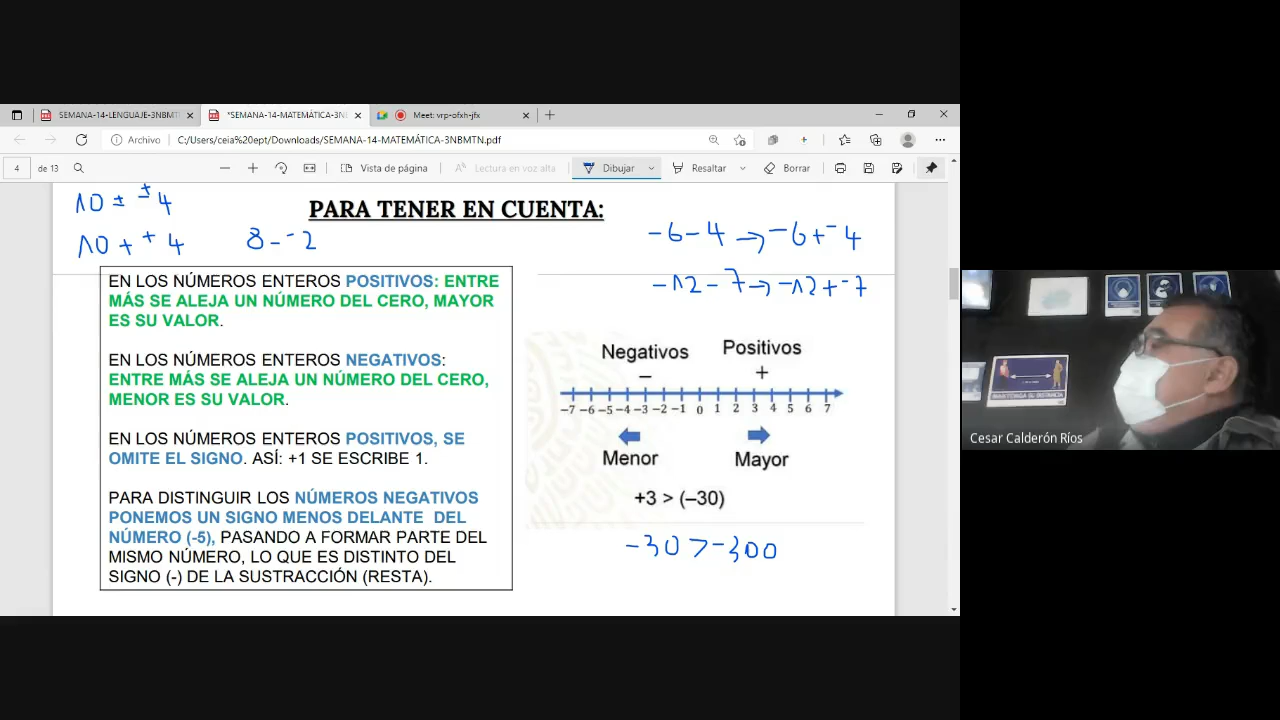 SEMANA-14-LENGUAJE-3NBMT
*SEMANA-14-MATEMÁTICA-3NE
Meet: vrp-ofxh-jfx
Archivo
C:/Users/ceia%20ept/Downloads/SEMANA-14-MATEMÁTICA-3NBMTN.pdf
4 de 13
Vista de página
Lectura en voz alta
Dibujar
Resaltar
Borrar
10 ± ± 4
10 + + 4
8 - - 2
PARA TENER EN CUENTA:
-6-4 → -6+-4
-12-7 → -12+-7
EN LOS NÚMEROS ENTEROS POSITIVOS: ENTRE
MÁS SE ALEJA UN NÚMERO DEL CERO, MAYOR
ES SU VALOR.
EN LOS NÚMEROS ENTEROS NEGATIVOS:
ENTRE MÁS SE ALEJA UN NÚMERO DEL CERO,
MENOR ES SU VALOR.
EN LOS NÚMEROS ENTEROS POSITIVOS, SE
OMITE EL SIGNO. ASÍ: +1 SE ESCRIBE 1.
PARA DISTINGUIR LOS NÚMEROS NEGATIVOS
PONEMOS UN SIGNO MENOS DELANTE DEL
NÚMERO (-5), PASANDO A FORMAR PARTE DEL
MISMO NÚMERO, LO QUE ES DISTINTO DEL
SIGNO (-) DE LA SUSTRACCIÓN (RESTA).
Negativos Positivos
– +
–7 –6 –5 –4 –3 –2 –1 0 1 2 3 4 5 6 7
Menor Mayor
+3 > (–30)
-30 > -300
MANTENGA SU DISTANCIA
Cesar Calderón Ríos